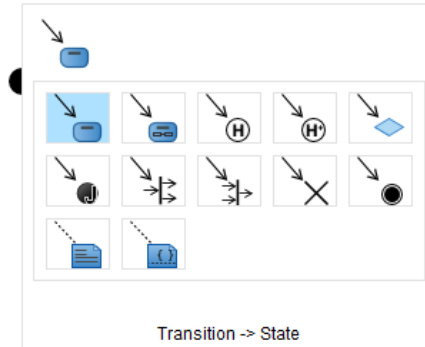 H
H*
J
{ }
Transition -> State